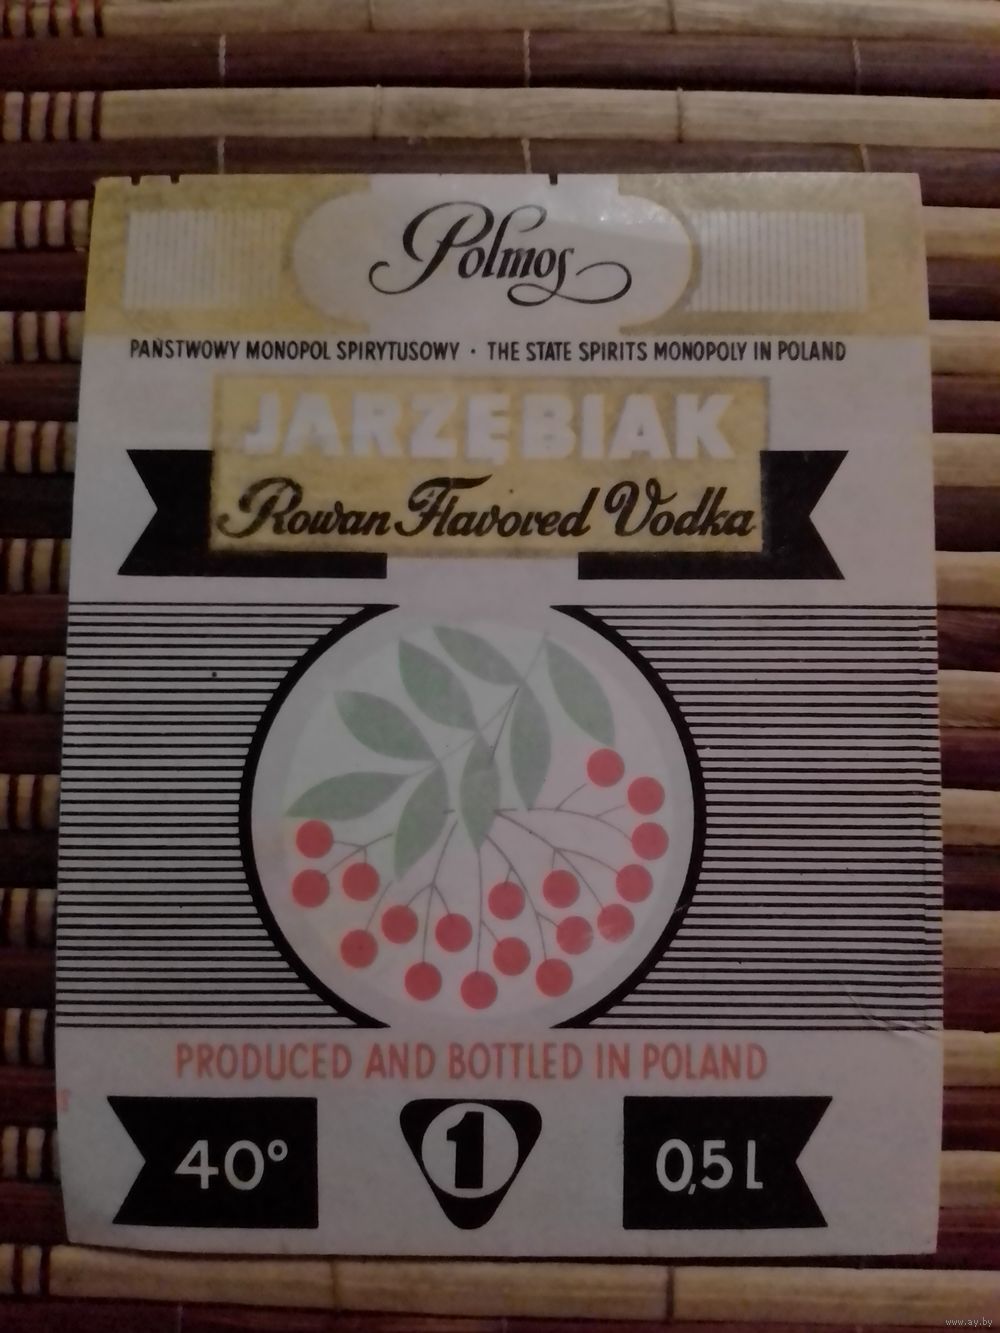 Polmos
PAŃSTWOWY MONOPOL SPIRYTUSOWY · THE STATE SPIRITS MONOPOLY IN POLAND
JARZĘBIAK
Rowan Flavored Vodka
PRODUCED AND BOTTLED IN POLAND
40° 1 0,5 L
www.ay.by